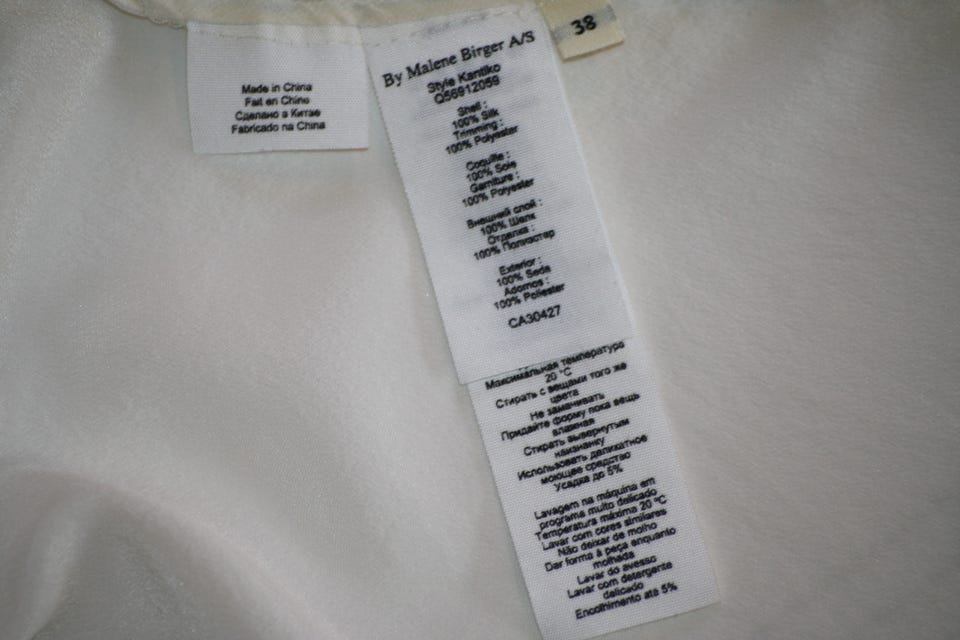 Made in China
Fait en Chine
Сделано в Китае
Fabricado na China
38
By Malene Birger A/S
Style Kantiko
Q56912059
Shell :
100% Silk
Trimming :
100% Polyester
Coquille :
100% Soie
Garniture :
100% Polyester
Внешний слой :
100% Шелк
Отделка :
100% Полиэстер
Exterior :
100% Seda
Adornos :
100% Poliester
CA30427
Максимальная температура
20 °C
Стирать с вещами того же
цвета
Не замачивать
Придайте форму пока вещь
влажная
Стирать вывернутым
наизнанку
Использовать деликатное
моющее средство
Усадка до 5%
Lavagem na máquina em
programa muito delicado
Temperatura máxima 20 °C
Lavar com cores similares
Não deixar de molho
Dar forma à peça enquanto
molhada
Lavar do avesso
Lavar com detergente
delicado
Encolhimento até 5%